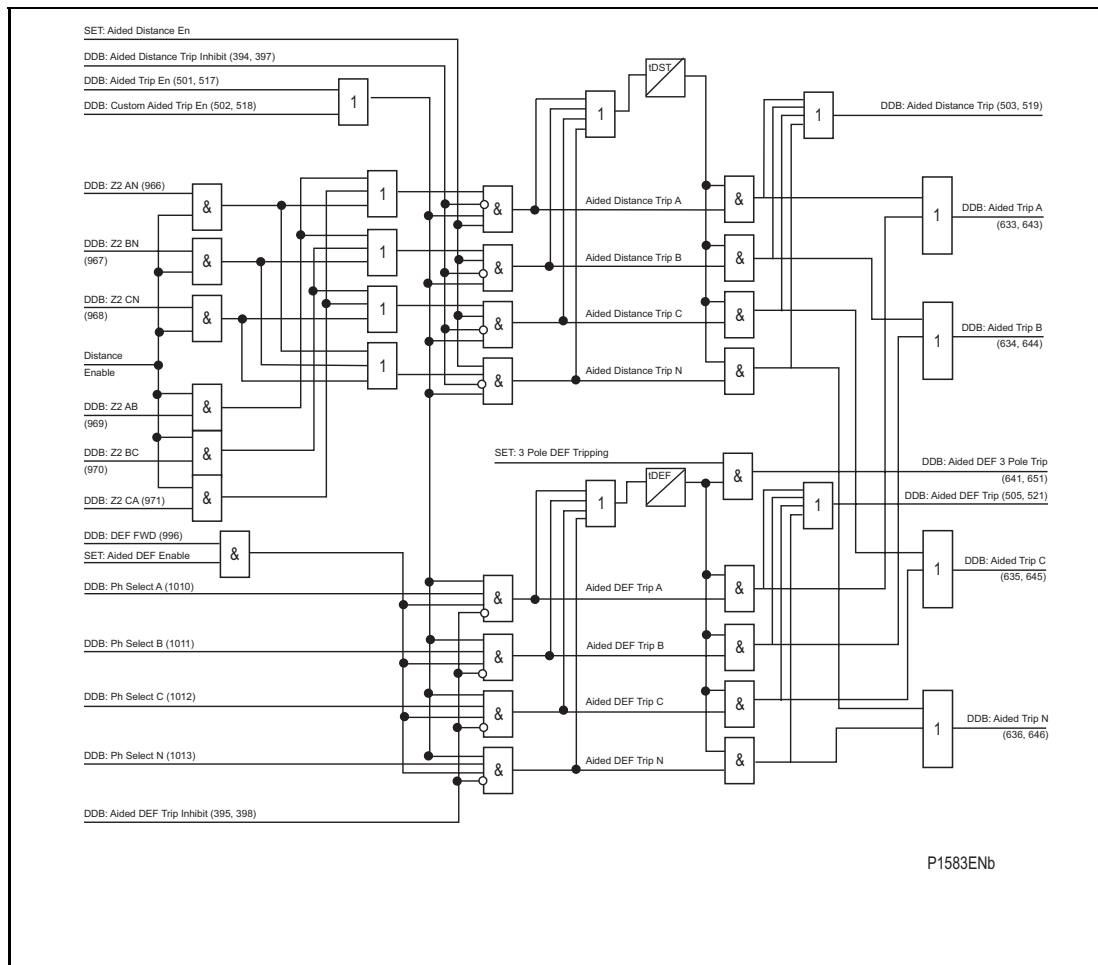 SET: Aided Distance En
DDB: Aided Distance Trip Inhibit (394, 397)
DDB: Aided Trip En (501, 517)
DDB: Custom Aided Trip En (502, 518)
1
tDST
1
1
DDB: Aided Distance Trip (503, 519)
DDB: Z2 AN (966)
&
1
&
Aided Distance Trip A
&
1
DDB: Aided Trip A
(633, 643)
DDB: Z2 BN
(967)
&
1
&
Aided Distance Trip B
&
DDB: Z2 CN
(968)
&
1
&
Aided Distance Trip C
&
1
DDB: Aided Trip B
(634, 644)
Distance
Enable
1
&
Aided Distance Trip N
&
DDB: Z2 AB
(969)
&
DDB: Z2 BC
(970)
&
DDB: Z2 CA (971)
&
SET: 3 Pole DEF Tripping
&
DDB: Aided DEF 3 Pole Trip
(641, 651)
tDEF
1
1
DDB: Aided DEF Trip (505, 521)
DDB: DEF FWD (996)
SET: Aided DEF Enable
&
DDB: Ph Select A (1010)
&
Aided DEF Trip A
&
1
DDB: Aided Trip C
(635, 645)
DDB: Ph Select B (1011)
&
Aided DEF Trip B
&
DDB: Ph Select C (1012)
&
Aided DEF Trip C
&
DDB: Ph Select N (1013)
&
Aided DEF Trip N
&
1
DDB: Aided Trip N
(636, 646)
DDB: Aided DEF Trip Inhibit (395, 398)
P1583ENb